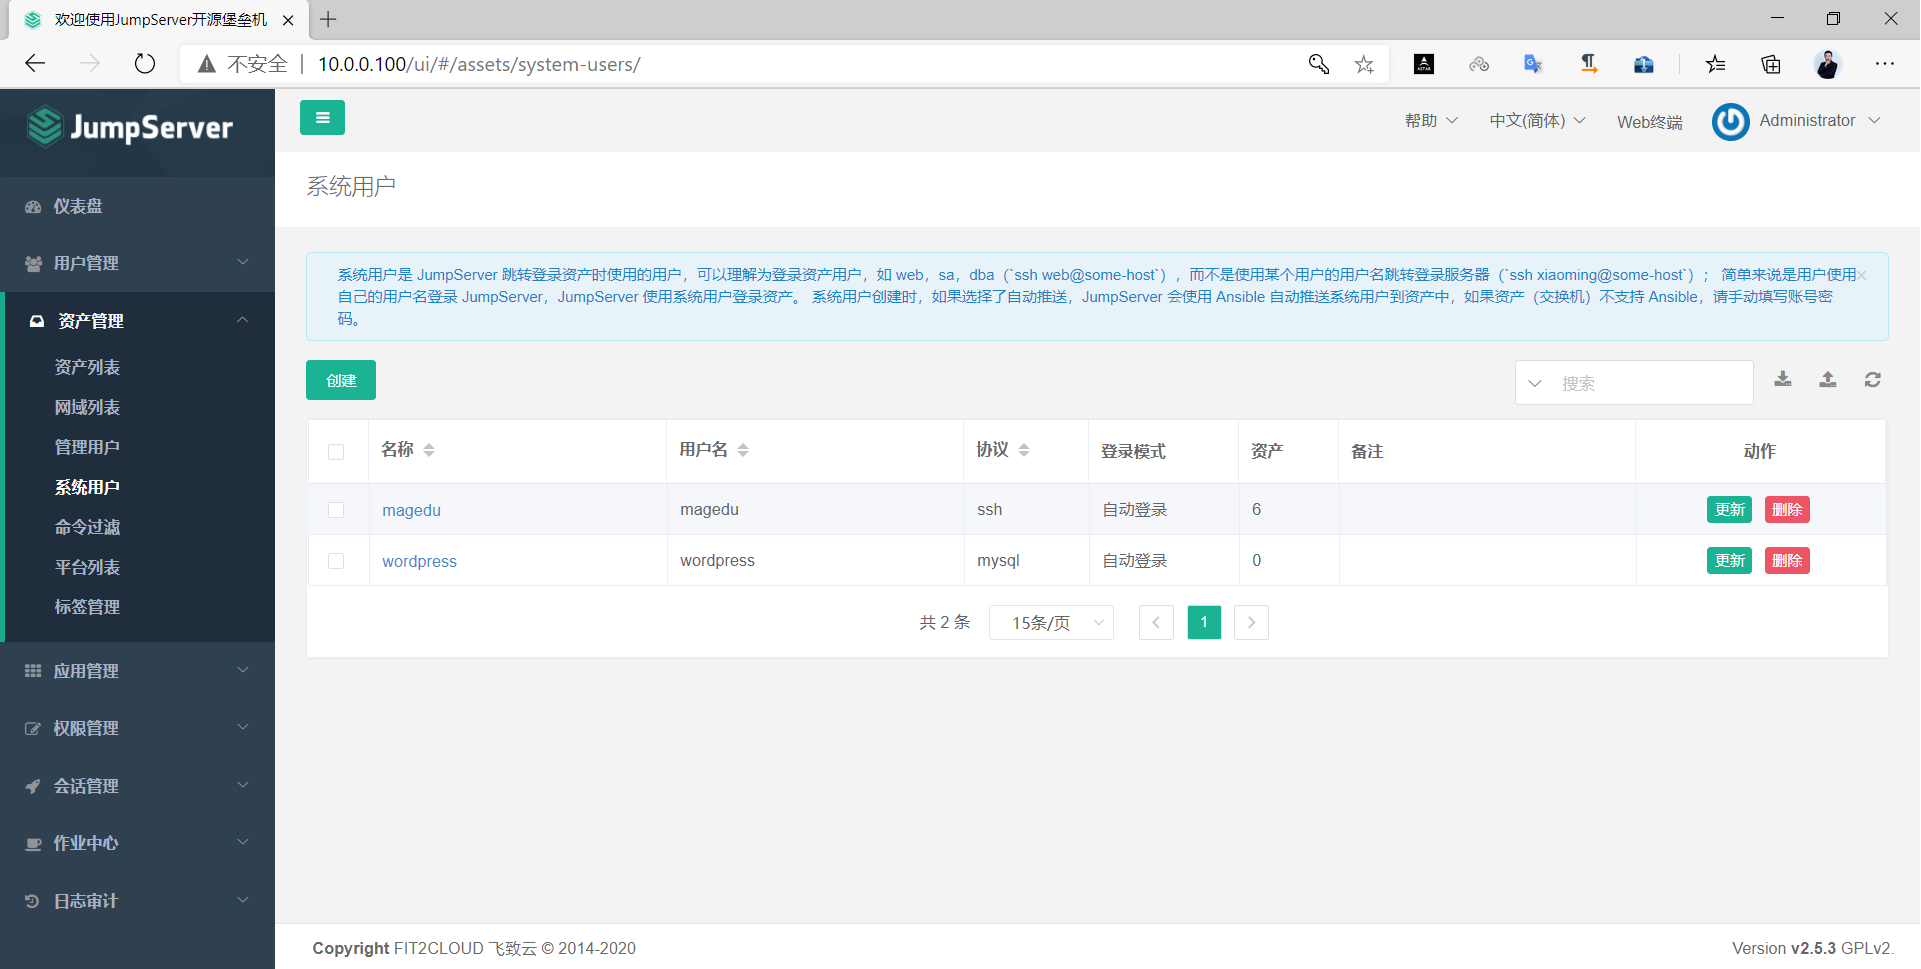 欢迎使用JumpServer开源堡垒机
不安全 | 10.0.0.100/ui/#/assets/system-users/
JumpServer
帮助
中文(简体)
Web终端
Administrator
仪表盘
用户管理
资产管理
资产列表
网域列表
管理用户
系统用户
命令过滤
平台列表
标签管理
应用管理
权限管理
会话管理
作业中心
日志审计
系统用户
系统用户是 JumpServer 跳转登录资产时使用的用户，可以理解为登录资产用户，如 web，sa，dba（`ssh web@some-host`），而不是使用某个用户的用户名跳转登录服务器（`ssh xiaoming@some-host`）； 简单来说是用户使用
自己的用户名登录 JumpServer，JumpServer 使用系统用户登录资产。 系统用户创建时，如果选择了自动推送，JumpServer 会使用 Ansible 自动推送系统用户到资产中，如果资产（交换机）不支持 Ansible，请手动填写账号密
码。
创建
搜索
名称 用户名 协议 登录模式 资产 备注 动作
magedu magedu ssh 自动登录 6 更新 删除
wordpress wordpress mysql 自动登录 0 更新 删除
共 2 条 15条/页 1
Copyright FIT2CLOUD 飞致云 © 2014-2020
Version v2.5.3 GPLv2.